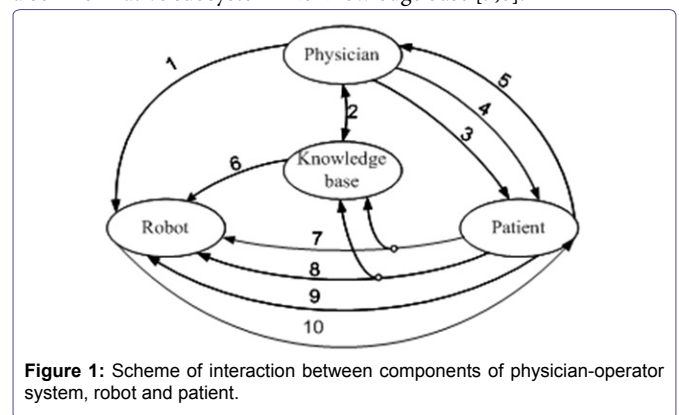 Physician
1
5
4
2
3
Knowledge
base
6
Robot
Patient
7
8
9
10
Figure 1: Scheme of interaction between components of physician-operator
system, robot and patient.